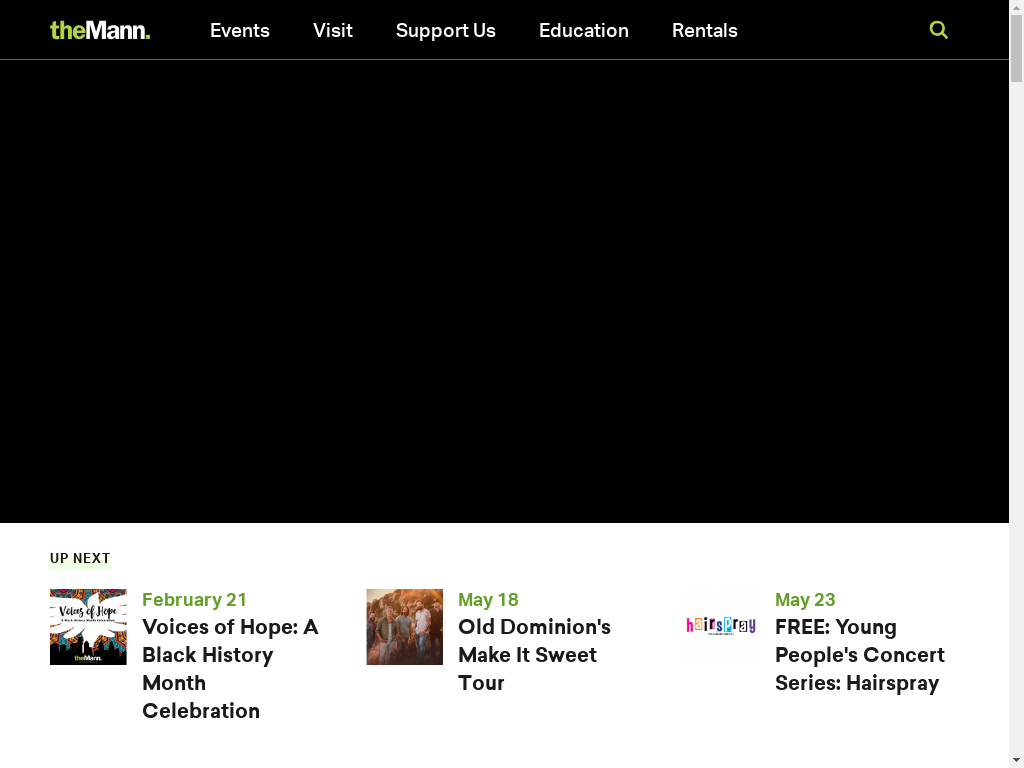 theMann.
Events
Visit
Support Us
Education
Rentals
UP NEXT
Voices of Hope
A Black History Month Celebration
theMann.
February 21
Voices of Hope: A
Black History
Month
Celebration
May 18
Old Dominion's
Make It Sweet
Tour
hairspray
May 23
FREE: Young
People's Concert
Series: Hairspray